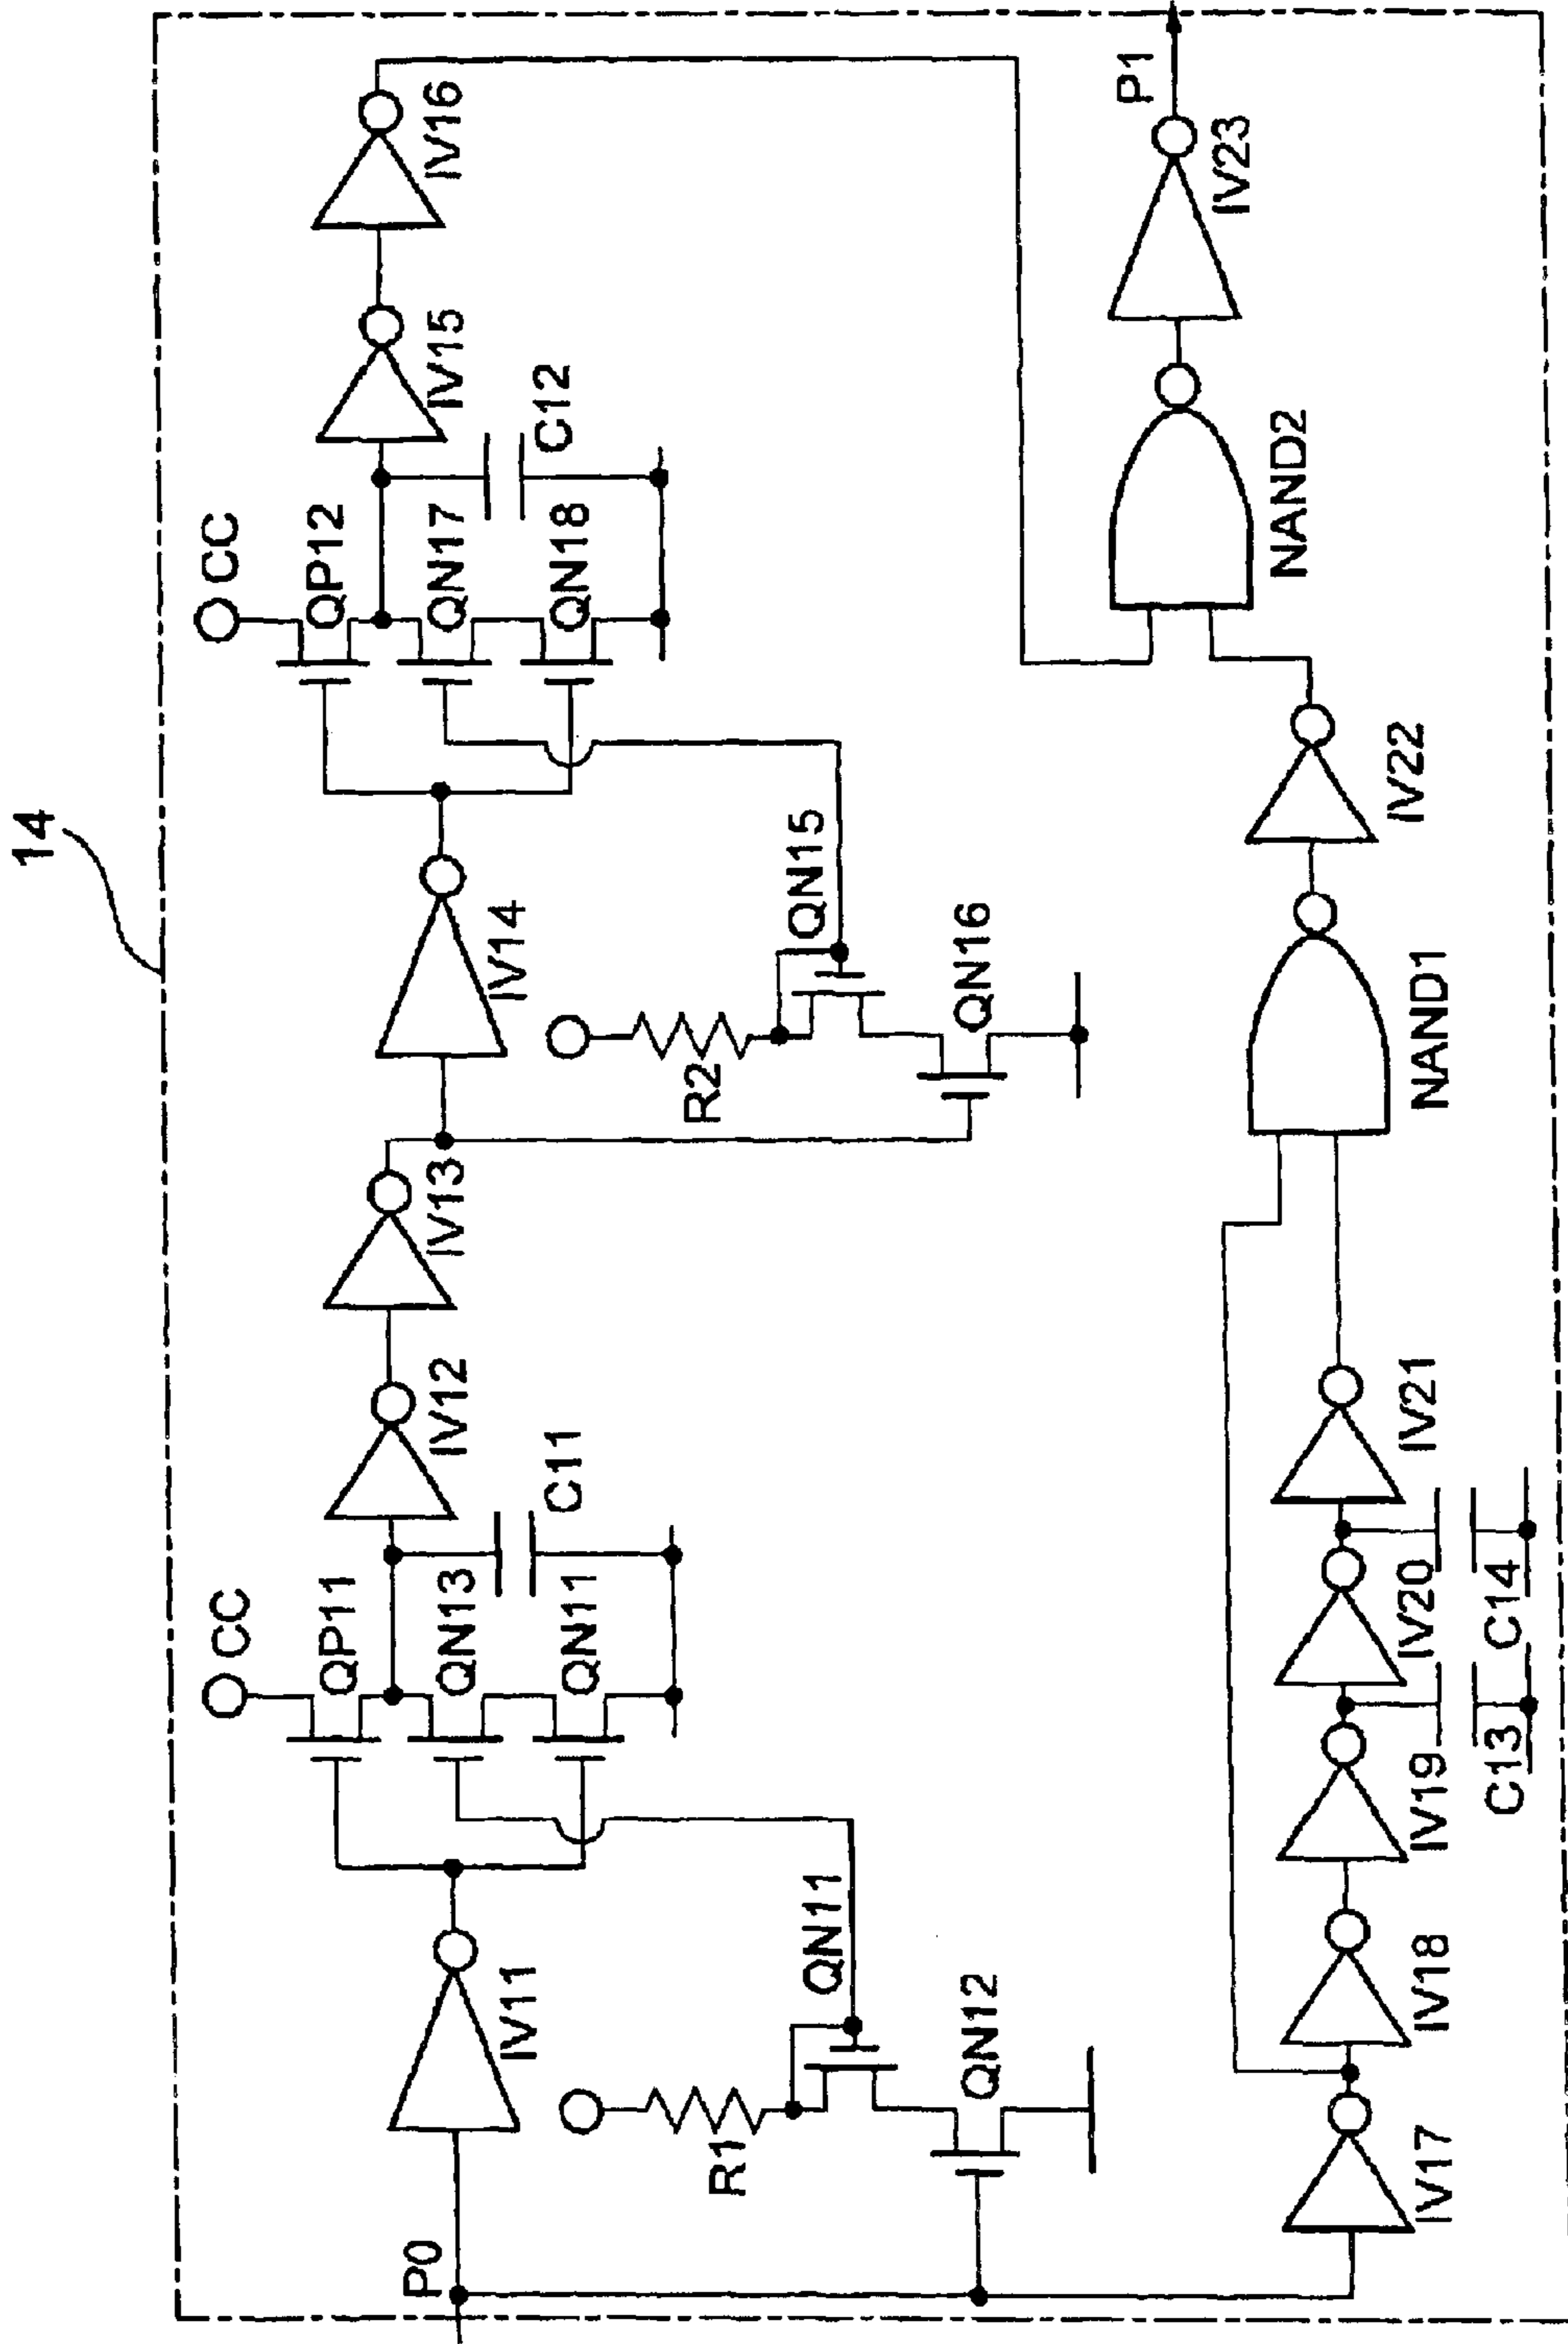 14
CC
QP11
QN13
QN11
C11
IV12
IV13
IV14
CC
QP12
QN17
QN18
C12
IV15
IV16
P0
IV11
R1
QN11
QN12
R2
QN15
QN16
IV17
IV18
IV19
C13
IV20
C14
IV21
NAND1
IV22
NAND2
IV23
P1